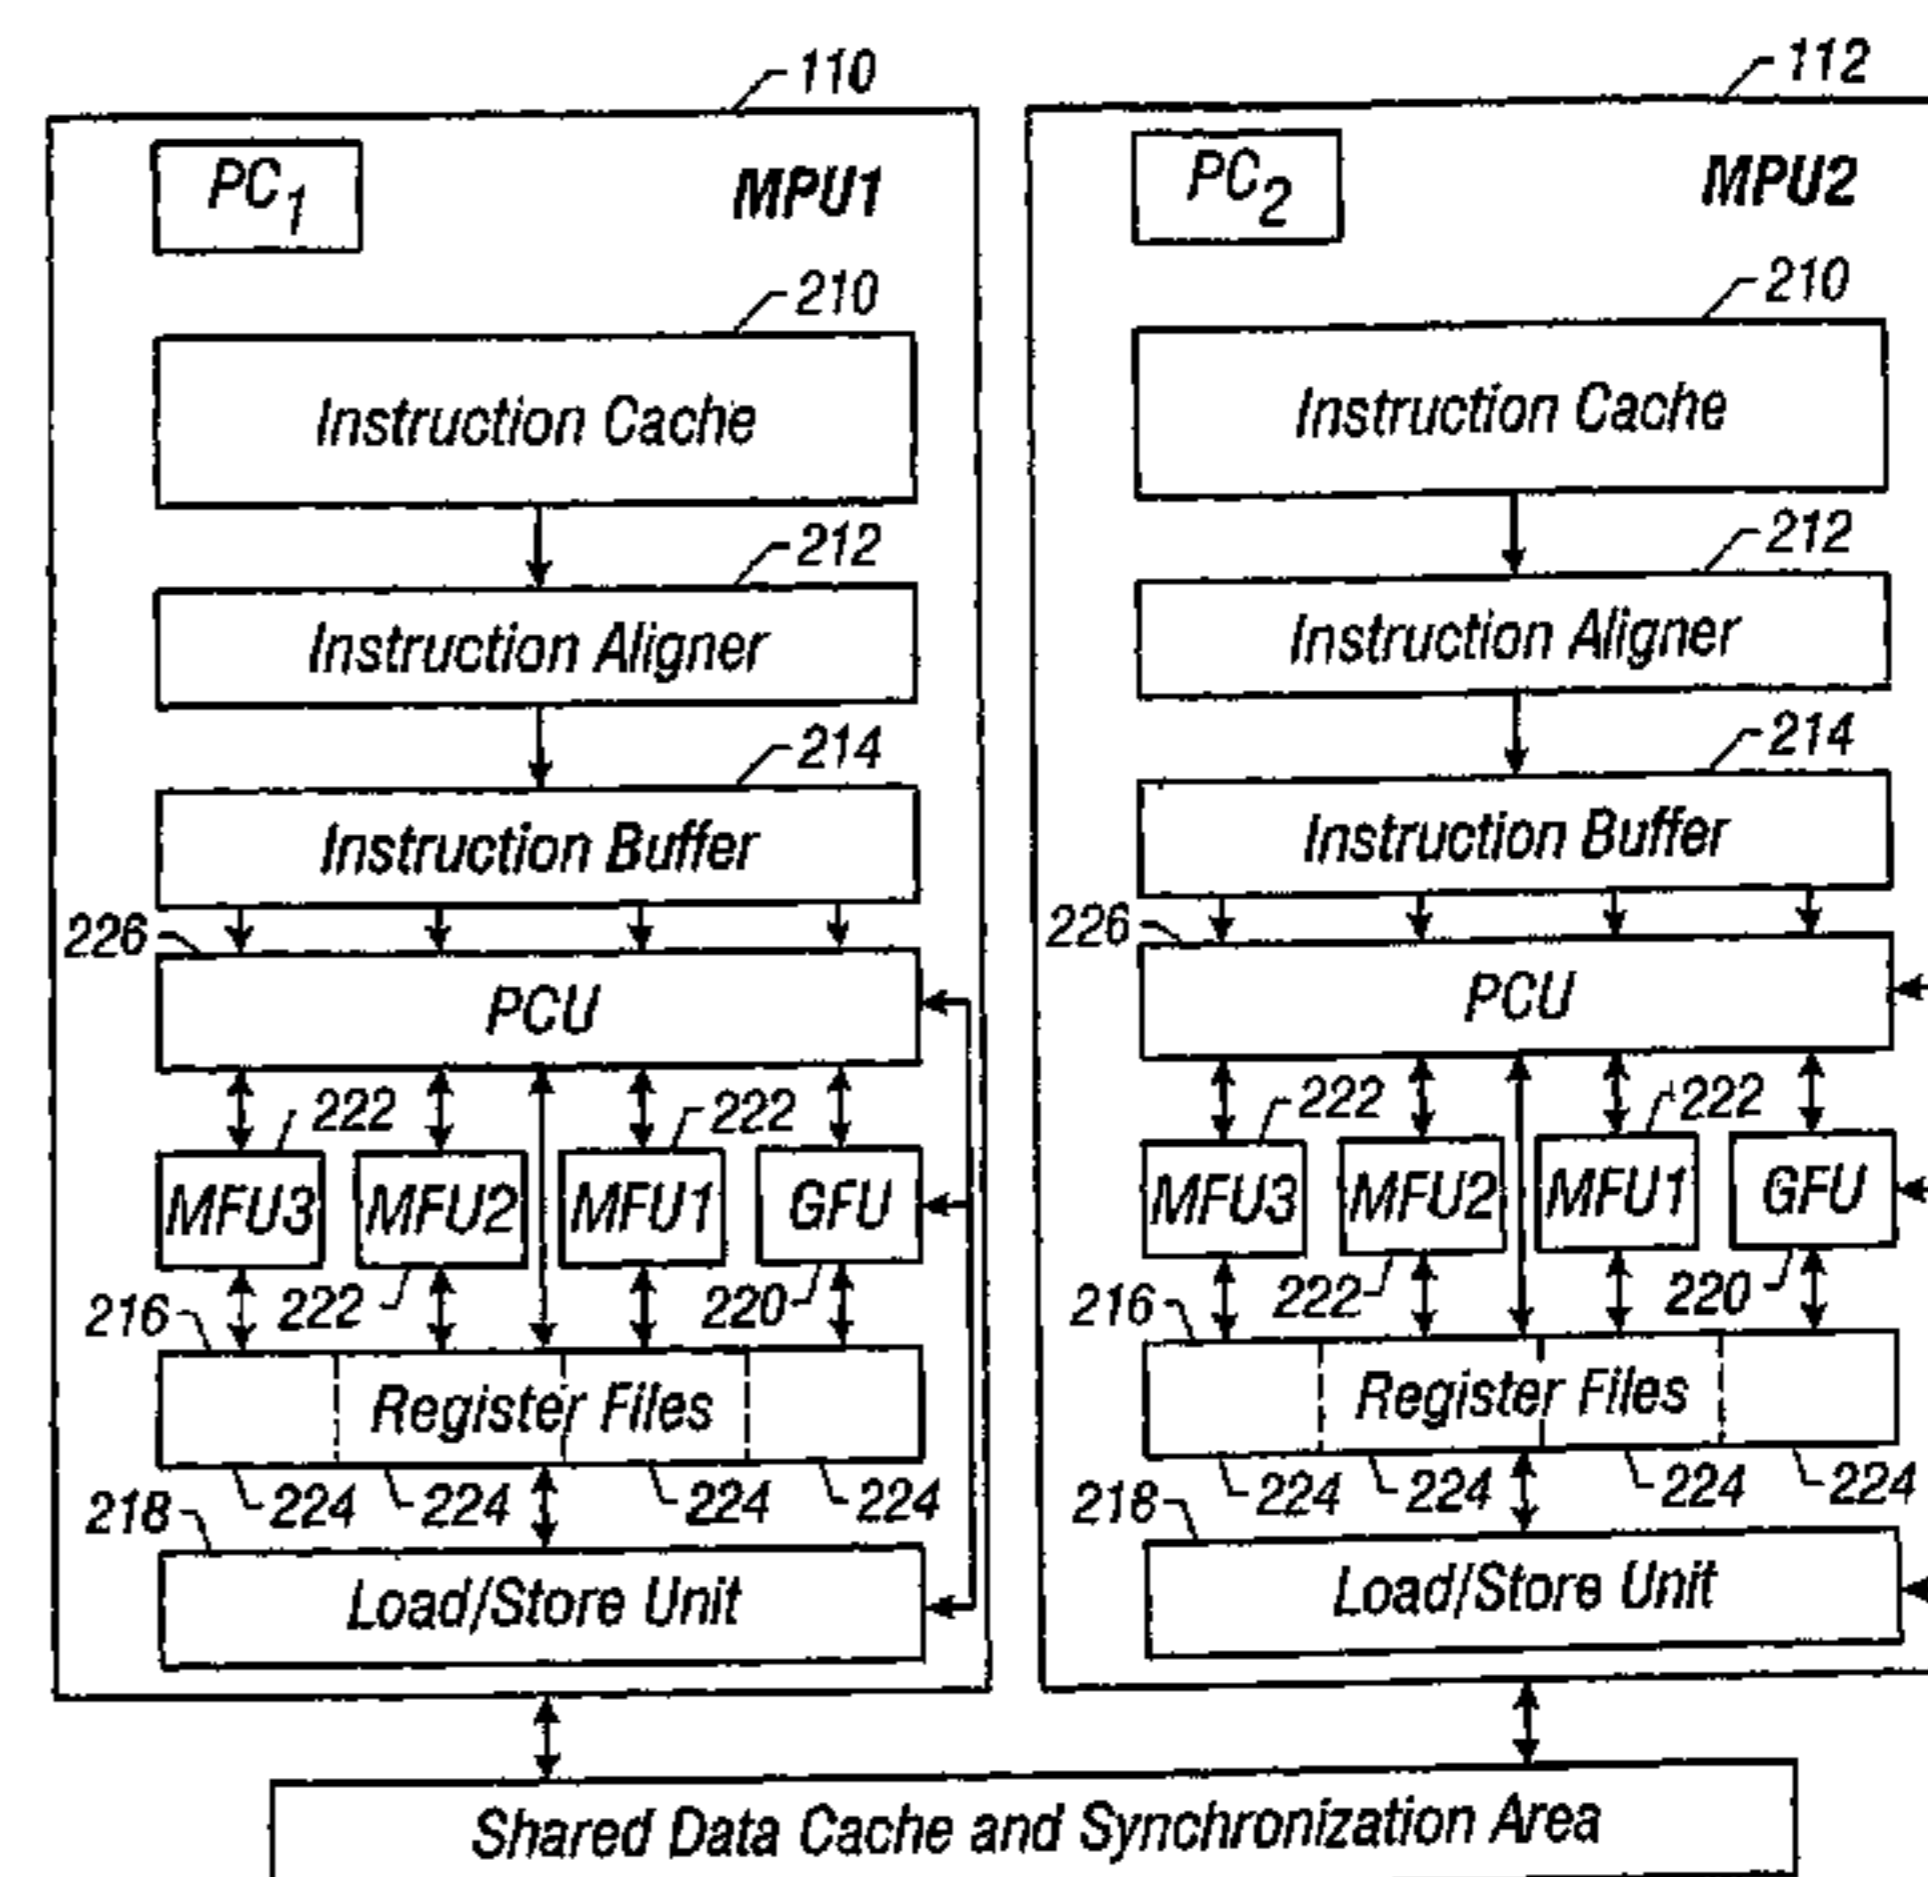 110
PC1
MPU1
210
Instruction Cache
212
Instruction Aligner
214
Instruction Buffer
226
PCU
222
222
MFU3
MFU2
MFU1
GFU
222
220
216
Register Files
224
224
224
224
218
Load/Store Unit
112
PC2
MPU2
210
Instruction Cache
212
Instruction Aligner
214
Instruction Buffer
226
PCU
222
222
MFU3
MFU2
MFU1
GFU
222
220
216
Register Files
224
224
224
224
218
Load/Store Unit
Shared Data Cache and Synchronization Area